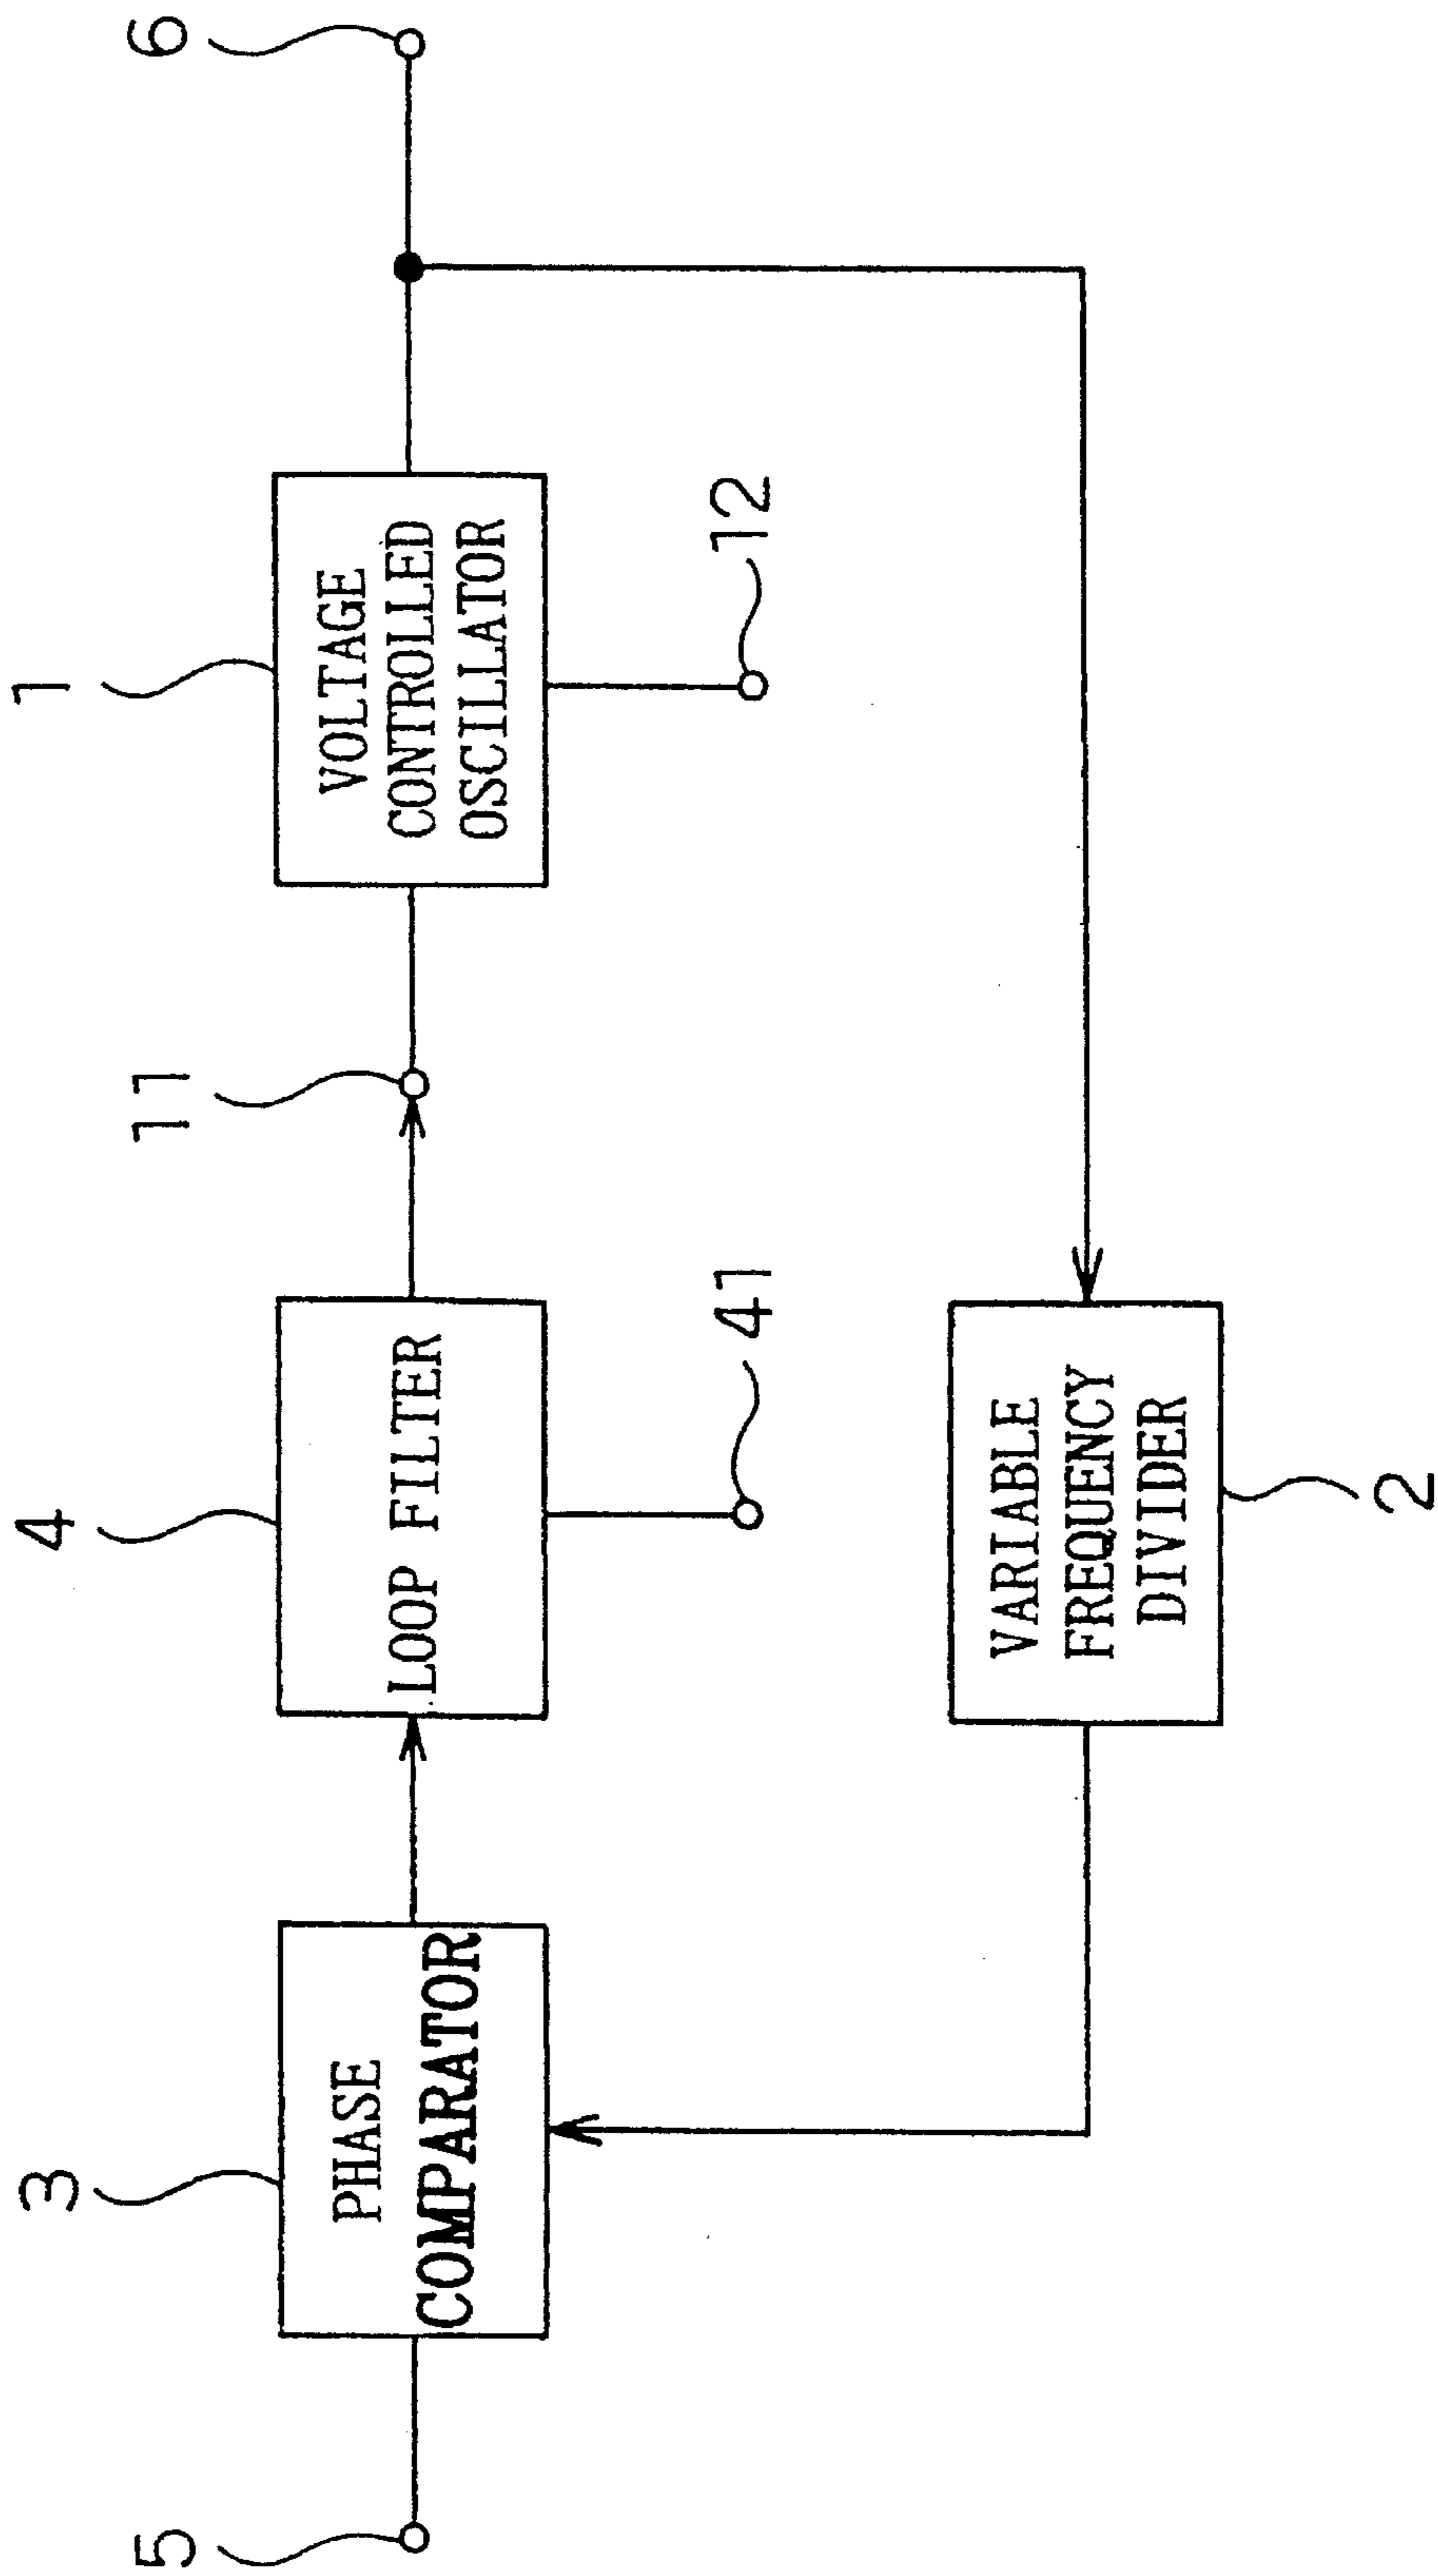 3
4
1
5
11
6
PHASE
COMPARATOR
LOOP FILTER
VOLTAGE
CONTROLLED
OSCILLATOR
41
12
VARIABLE
FREQUENCY
DIVIDER
2